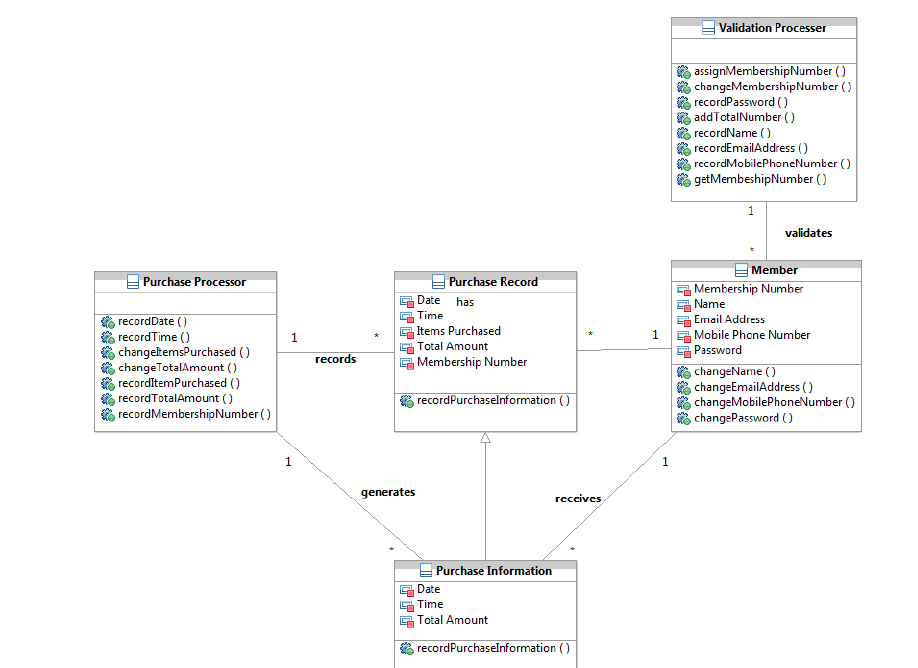 Validation Processer
assignMembershipNumber ( )
changeMembershipNumber ( )
recordPassword ( )
addTotalNumber ( )
recordName ( )
recordEmailAddress ( )
recordMobilePhoneNumber ( )
getMembeshipNumber ( )
1
validates
*
Purchase Processor
recordDate ( )
recordTime ( )
changeItemsPurchased ( )
changeTotalAmount ( )
recordItemPurchased ( )
recordTotalAmount ( )
recordMembershipNumber ( )
1
*
records
Purchase Record
Date
has
Time
Items Purchased
Total Amount
Membership Number
recordPurchaseInformation ( )
*
1
Member
Membership Number
Name
Email Address
Mobile Phone Number
Password
changeName ( )
changeEmailAddress ( )
changeMobilePhoneNumber ( )
changePassword ( )
1
generates
*
1
receives
*
Purchase Information
Date
Time
Total Amount
recordPurchaseInformation ( )